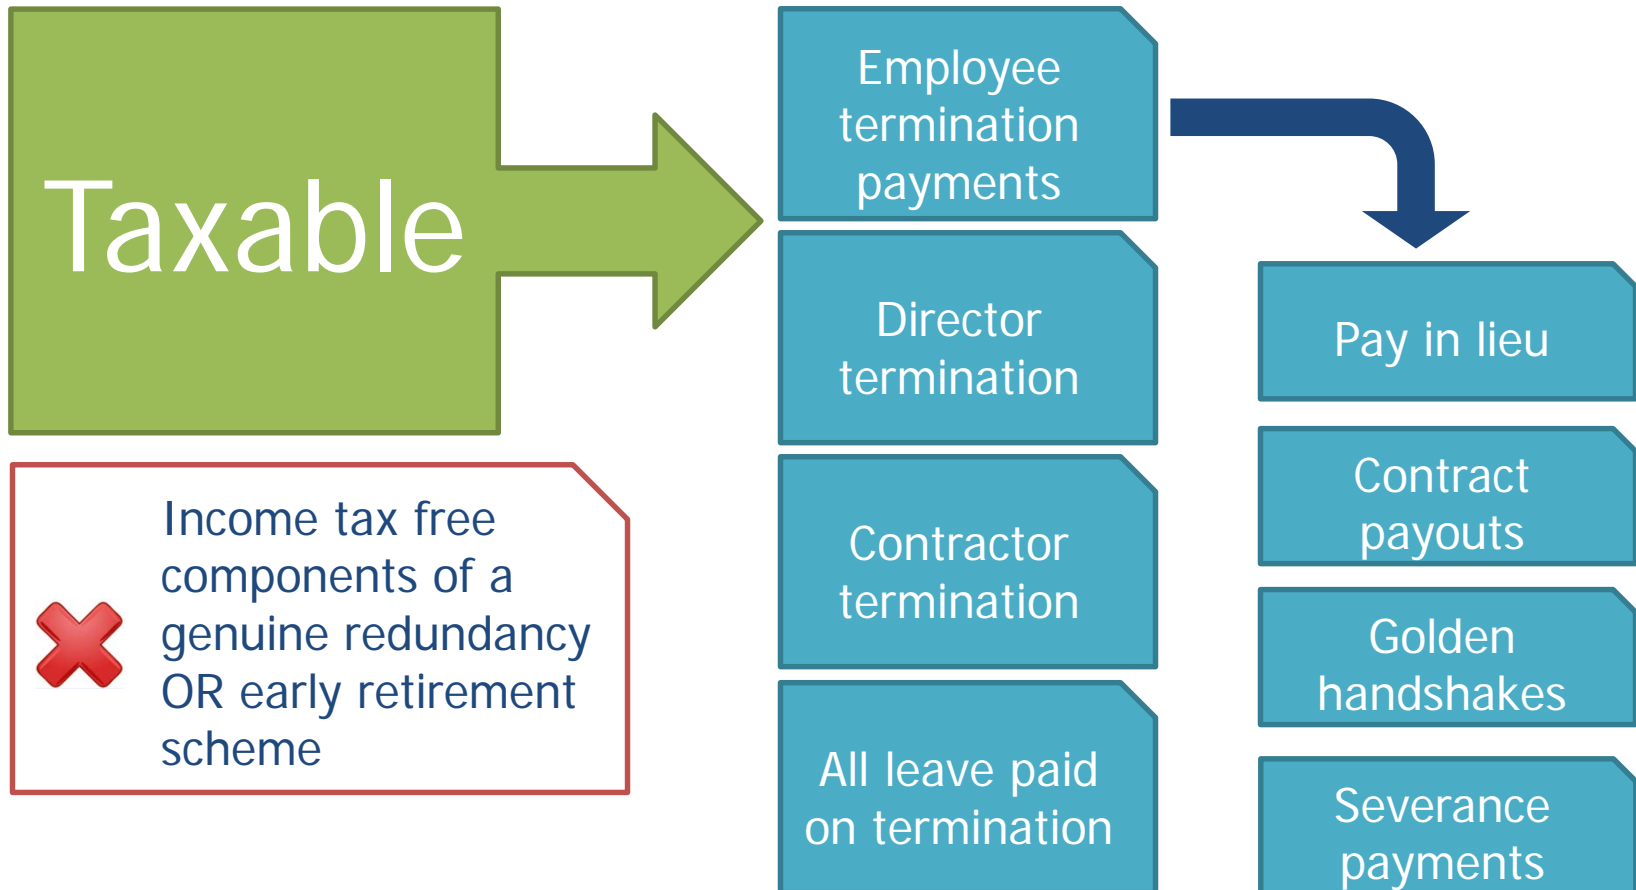 Taxable
Income tax free
components of a
genuine redundancy
OR early retirement
scheme
Employee
termination
payments
Director
termination
Contractor
termination
All leave paid
on termination
Pay in lieu
Contract
payouts
Golden
handshakes
Severance
payments